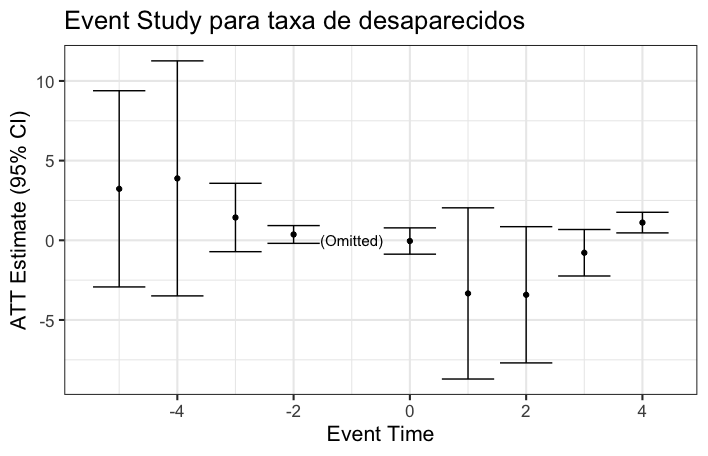 Event Study para taxa de desaparecidos
ATT Estimate (95% CI)
10
5
0
-5
(Omitted)
-4
-2
0
2
4
Event Time